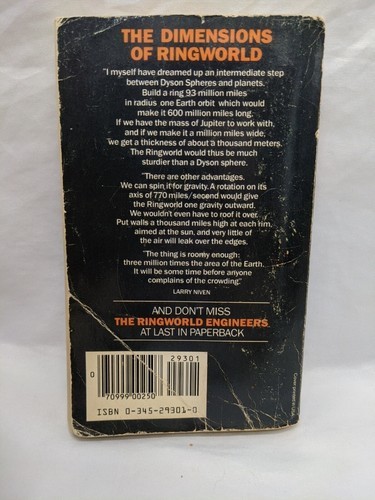 THE DIMENSIONS
OF RINGWORLD
"I myself have dreamed up an intermediate step
between Dyson Spheres and planets.
Build a ring 93 million miles
in radius one Earth orbit which would
make it 600 million miles long.
If we have the mass of Jupiter to work with,
and if we make it a million miles wide,
we get a thickness of about a thousand meters.
The Ringworld would thus be much
sturdier than a Dyson sphere.
"There are other advantages.
We can spin it for gravity. A rotation on its
axis of 770 miles/second would give
the Ringworld one gravity outward.
We wouldn't even have to roof it over.
Put walls a thousand miles high at each rim,
aimed at the sun, and very little of
the air will leak over the edges.
"The thing is roomy enough:
three million times the area of the Earth.
It will be some time before anyone
complains of the crowding."
LARRY NIVEN
AND DON'T MISS
THE RINGWORLD ENGINEERS
AT LAST IN PAPERBACK
29301
0
70999 00250
ISBN 0-345-29301-0